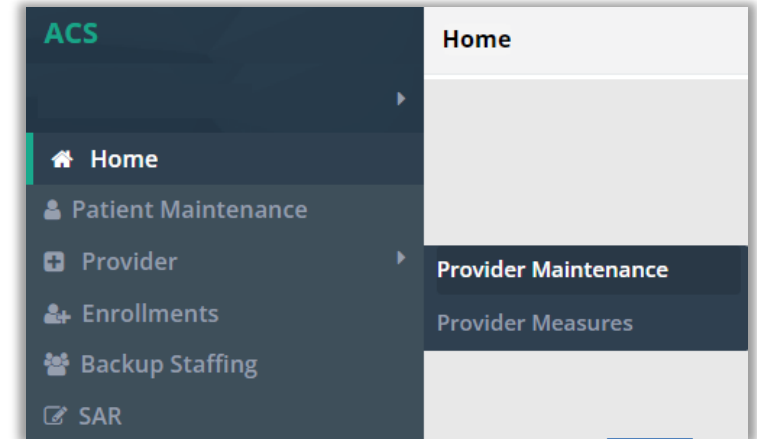 ACS
Home
Home
Patient Maintenance
Provider
Provider Maintenance
Enrollments
Provider Measures
Backup Staffing
SAR